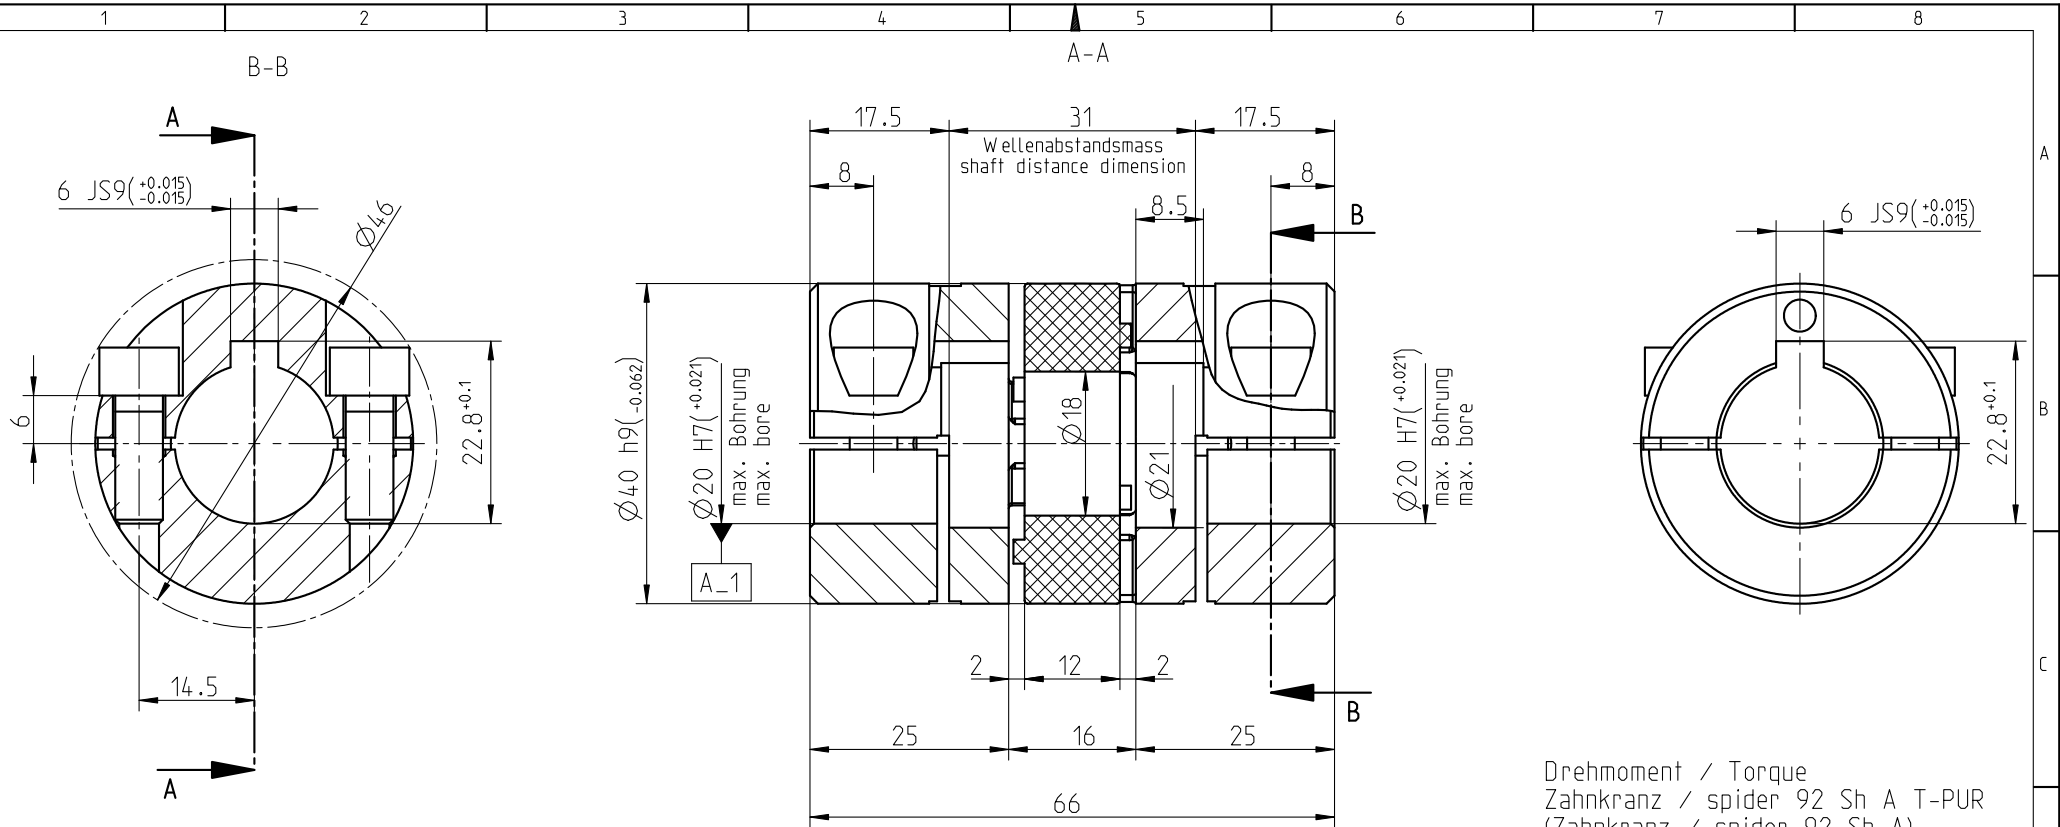 1 2 3 4 5 6 7 8
B-B
A-A
A
A
B
C
6 JS9(+0.015 -0.015)
Ø46
6
22.8+0.1
14.5
A
17.5 31 17.5
Wellenabstandsmass
shaft distance dimension
8 8
8.5
B
Ø40 h9(-0.062)
Ø20 H7(+0.021)
max. Bohrung
max. bore
A_1
Ø18
Ø21
Ø20 H7(+0.021)
max. Bohrung
max. bore
2 12 2
B
25 16 25
66
6 JS9(+0.015 -0.015)
22.8+0.1
Drehmoment / Torque
Zahnkranz / spider 92 Sh A T-PUR
(Zahnkranz / spider 92 Sh A)